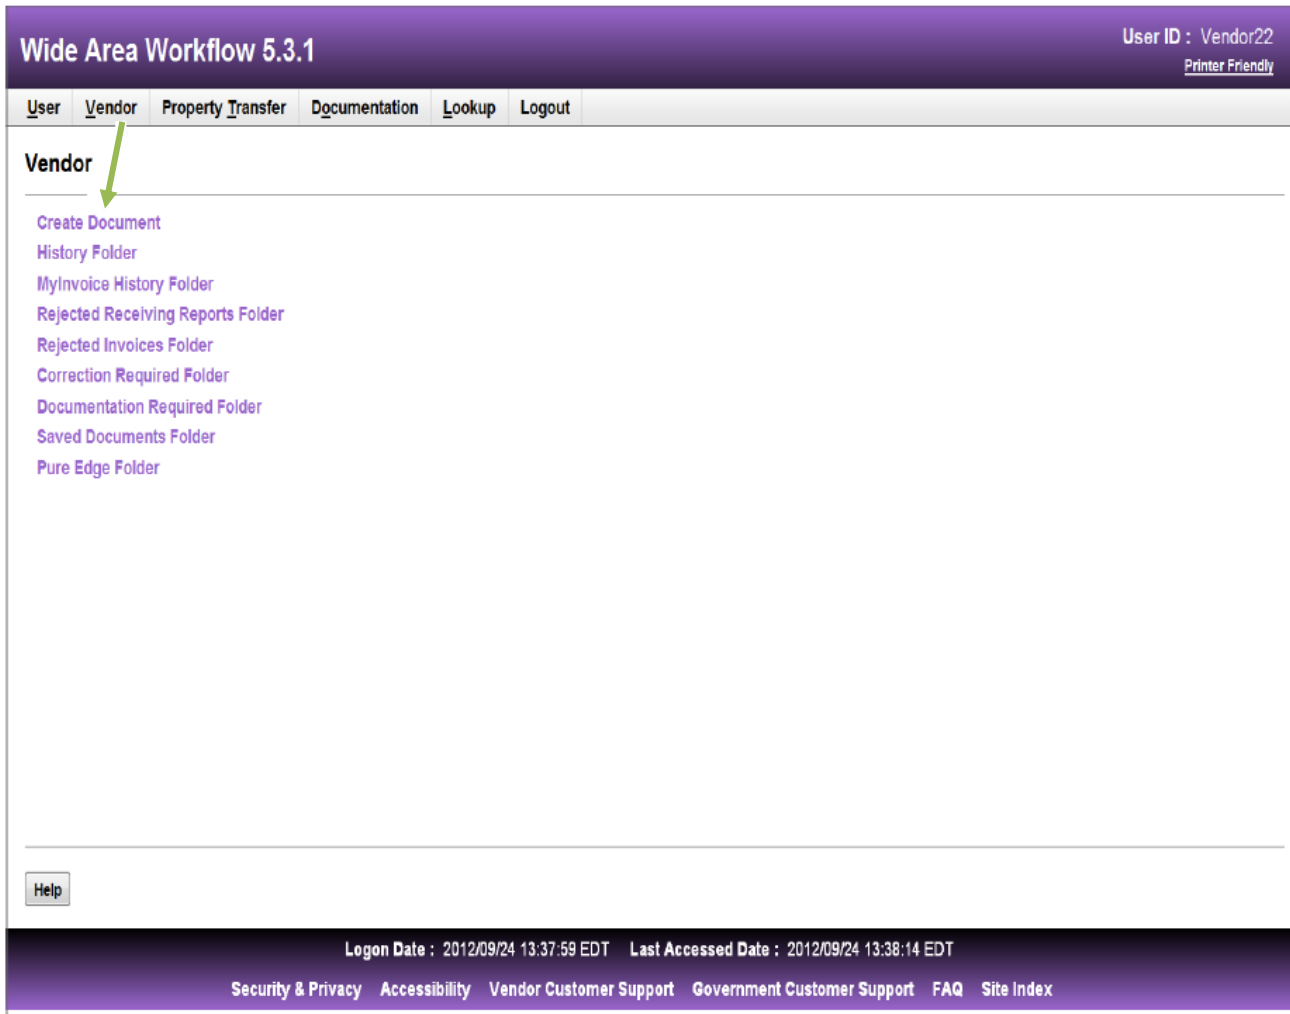 Wide Area Workflow 5.3.1
User ID : Vendor22
Printer Friendly
User Vendor Property Transfer Documentation Lookup Logout
Vendor
Create Document
History Folder
MyInvoice History Folder
Rejected Receiving Reports Folder
Rejected Invoices Folder
Correction Required Folder
Documentation Required Folder
Saved Documents Folder
Pure Edge Folder
Help
Logon Date : 2012/09/24 13:37:59 EDT Last Accessed Date : 2012/09/24 13:38:14 EDT
Security & Privacy Accessibility Vendor Customer Support Government Customer Support FAQ Site Index